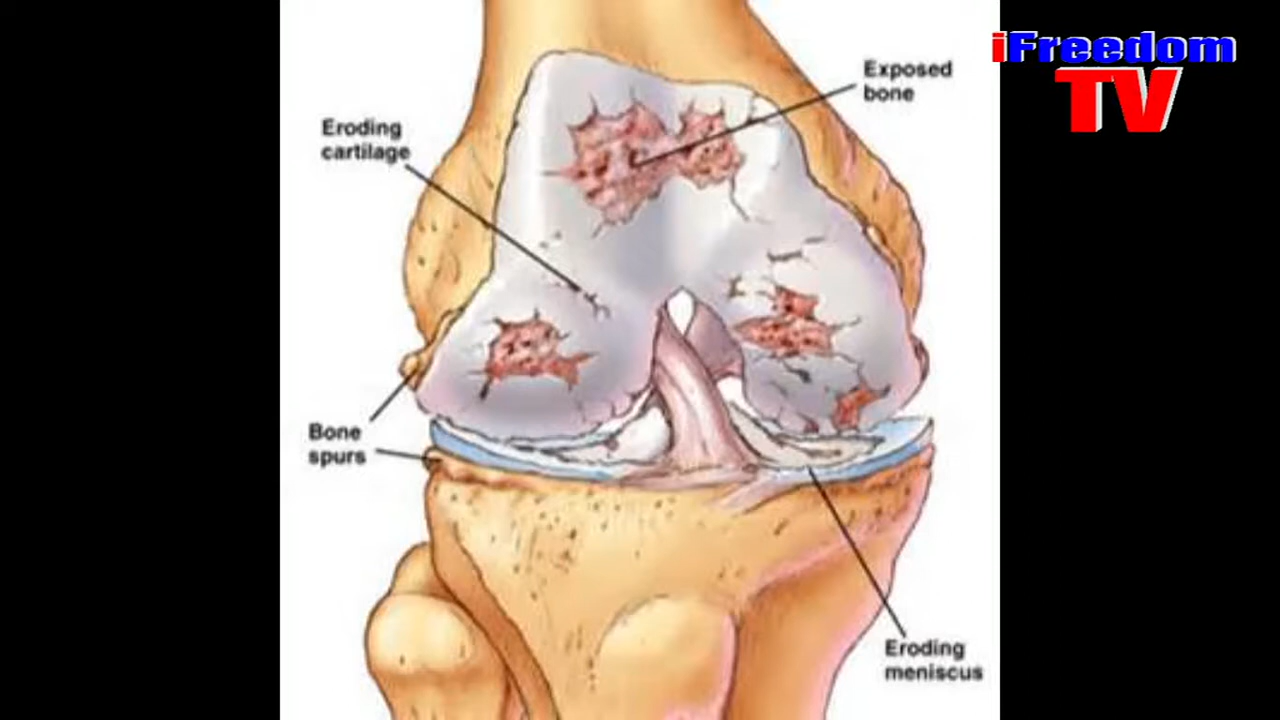 iFreedom
TV
Exposed
bone
Eroding
cartilage
Bone
spurs
Eroding
meniscus